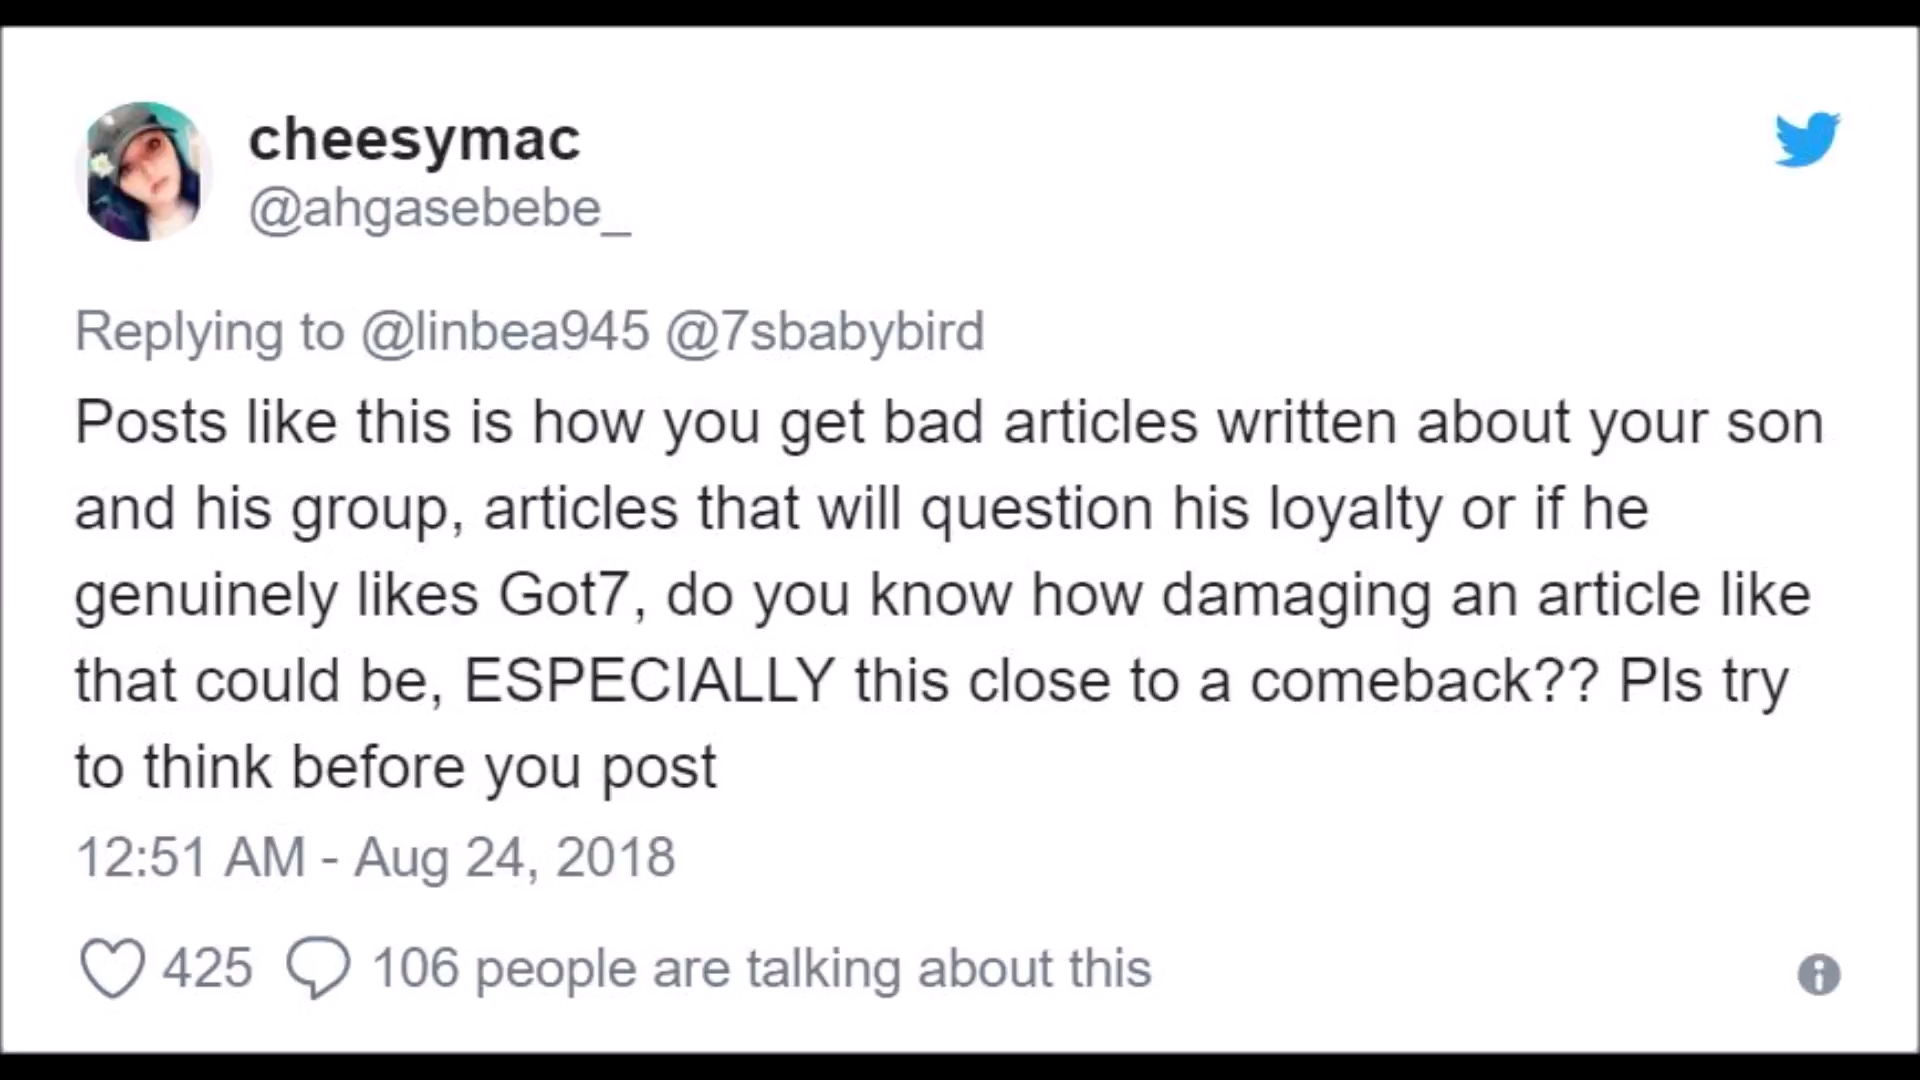 cheesymac
@ahgasebebe_
Replying to @linbea945 @7sbabybird
Posts like this is how you get bad articles written about your son
and his group, articles that will question his loyalty or if he
genuinely likes Got7, do you know how damaging an article like
that could be, ESPECIALLY this close to a comeback?? Pls try
to think before you post
12:51 AM - Aug 24, 2018
425 106 people are talking about this